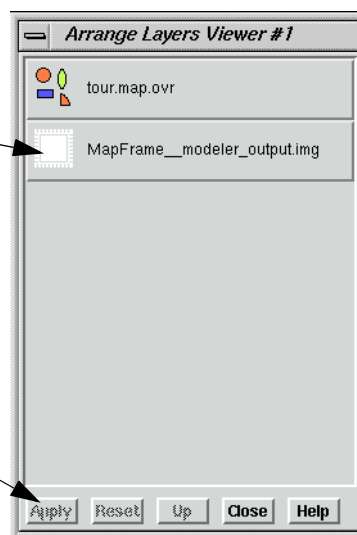 Arrange Layers Viewer #1
tour.map.ovr
MapFrame__modeler_output.img
Apply Reset Up Close Help